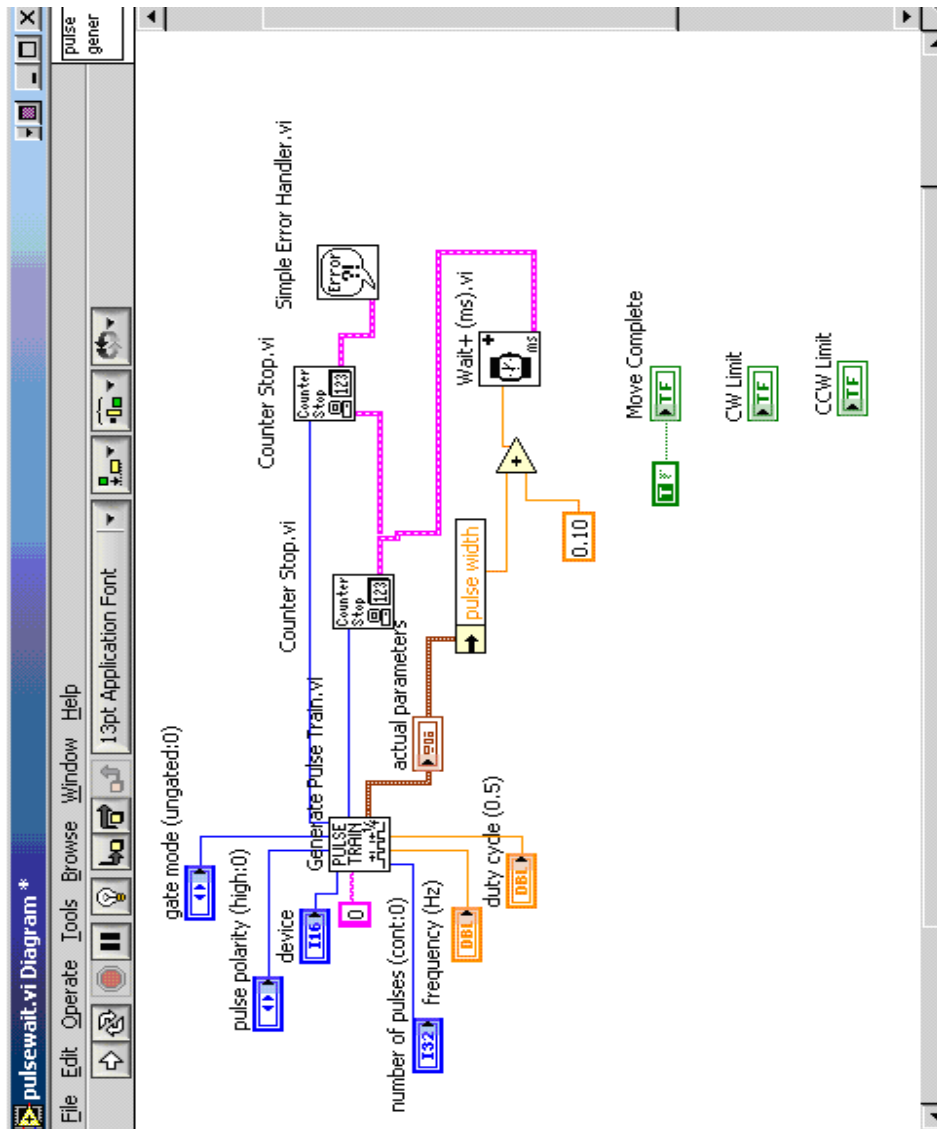 pulsewait.vi Diagram *
File Edit Operate Tools Browse Window Help
13pt Application Font
pulse
gener
gate mode (ungated:0)
pulse polarity (high:0)
device
I16
0
number of pulses (cont:0)
I32
frequency (Hz)
DBL
duty cycle (0.5)
DBL
Generate Pulse Train.vi
PULSE
TRAIN
actual parameters
Counter Stop.vi
Counter
Stop
123
Counter Stop.vi
Counter
Stop
123
Simple Error Handler.vi
Error
?!
pulse width
0.10
+
Wait+ (ms).vi
+
ms
T
Move Complete
TF
CW Limit
TF
CCW Limit
TF